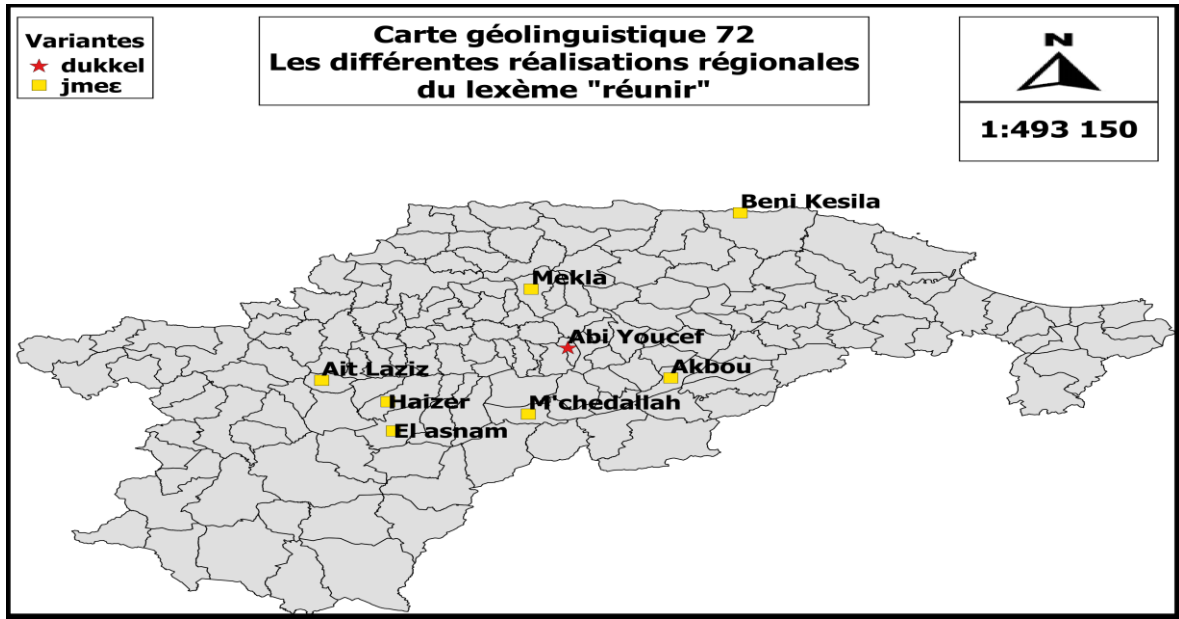 Variantes
dukkel
jmeɛ
Carte géolinguistique 72
Les différentes réalisations régionales
du lexème "réunir"
N
1:493 150
Beni Kesila
Mekla
Abi Youcef
Ait Laziz
Akbou
Haizer
M'chedallah
El asnam